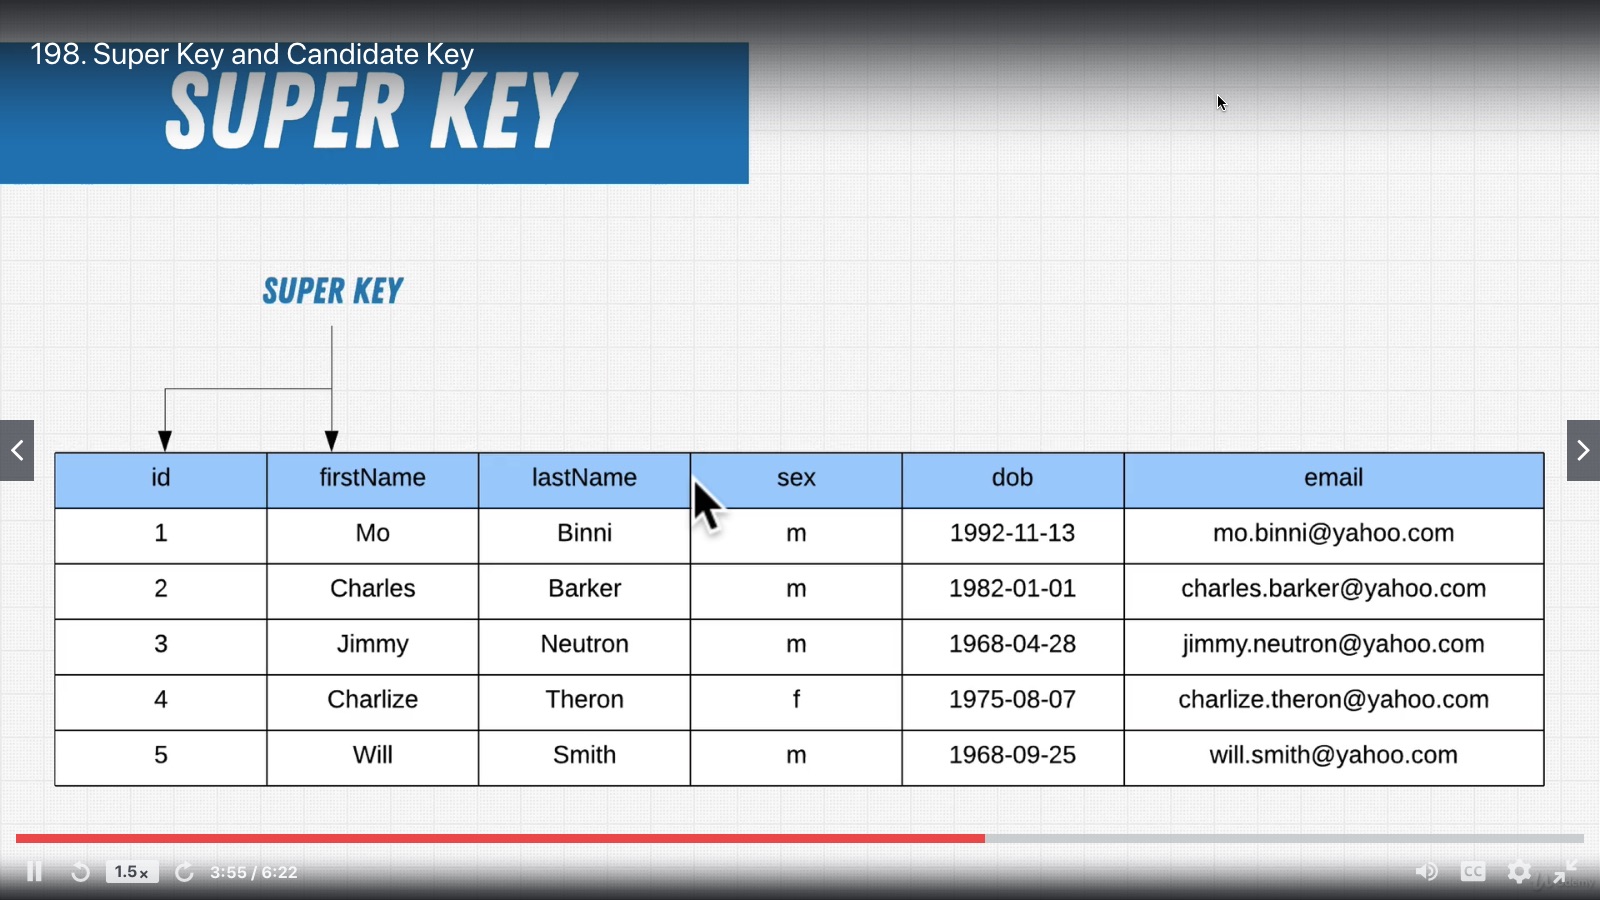 198. Super Key and Candidate Key
SUPER KEY
SUPER KEY
id firstName lastName sex dob email
1 Mo Binni m 1992-11-13 mo.binni@yahoo.com
2 Charles Barker m 1982-01-01 charles.barker@yahoo.com
3 Jimmy Neutron m 1968-04-28 jimmy.neutron@yahoo.com
4 Charlize Theron f 1975-08-07 charlize.theron@yahoo.com
5 Will Smith m 1968-09-25 will.smith@yahoo.com
1.5x 3:55 / 6:22 CC